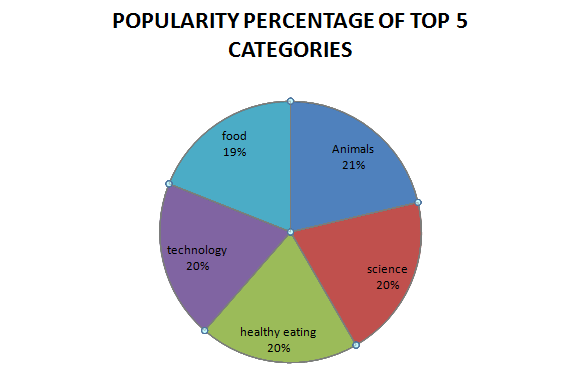 POPULARITY PERCENTAGE OF TOP 5
CATEGORIES
food
19%
Animals
21%
science
20%
technology
20%
healthy eating
20%